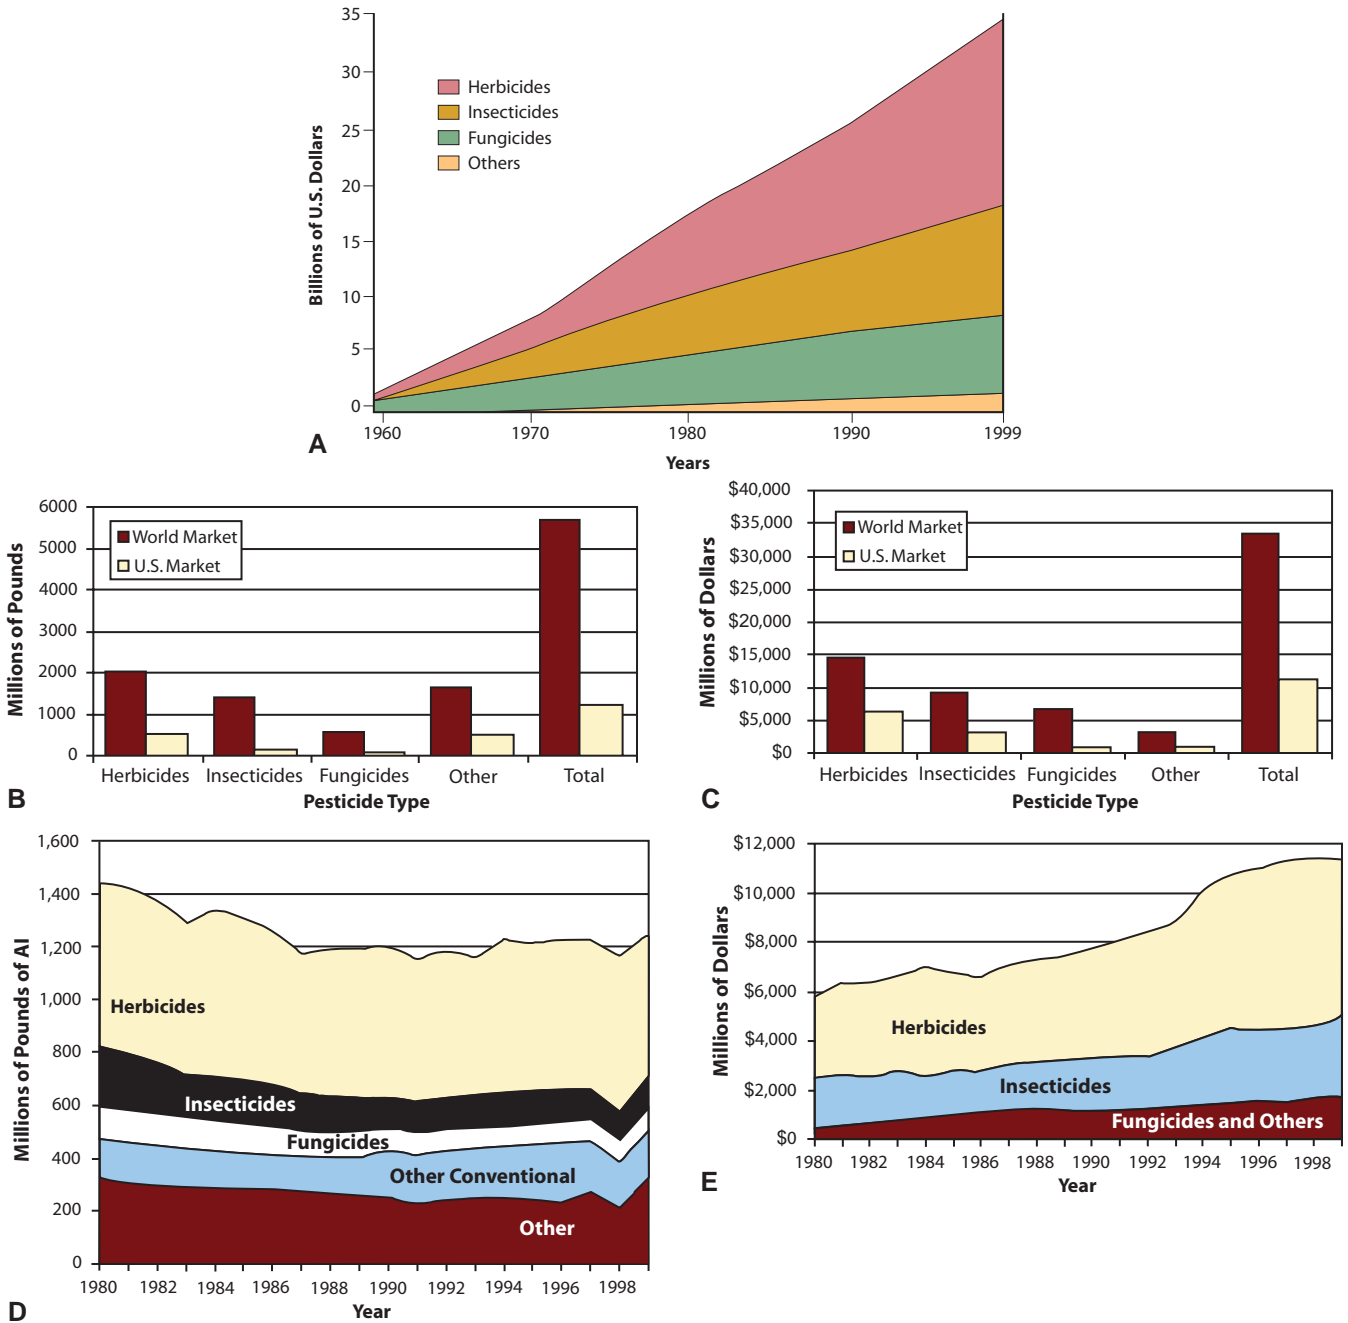 35
30
25
20
15
10
5
0
Billions of U.S. Dollars
Herbicides
Insecticides
Fungicides
Others
1960 1970 1980 1990 1999
Years
A
6000
5000
4000
3000
2000
1000
0
Millions of Pounds
World Market
U.S. Market
Herbicides Insecticides Fungicides Other Total
Pesticide Type
B
$40,000
$35,000
$30,000
$25,000
$20,000
$15,000
$10,000
$5,000
$0
Millions of Dollars
World Market
U.S. Market
Herbicides Insecticides Fungicides Other Total
Pesticide Type
C
1,600
1,400
1,200
1,000
800
600
400
200
0
Millions of Pounds of AI
Herbicides
Insecticides
Fungicides
Other Conventional
Other
1980 1982 1984 1986 1988 1990 1992 1994 1996 1998
Year
D
$12,000
$10,000
$8,000
$6,000
$4,000
$2,000
$0
Millions of Dollars
Herbicides
Insecticides
Fungicides and Others
1980 1982 1984 1986 1988 1990 1992 1994 1996 1998
Year
E